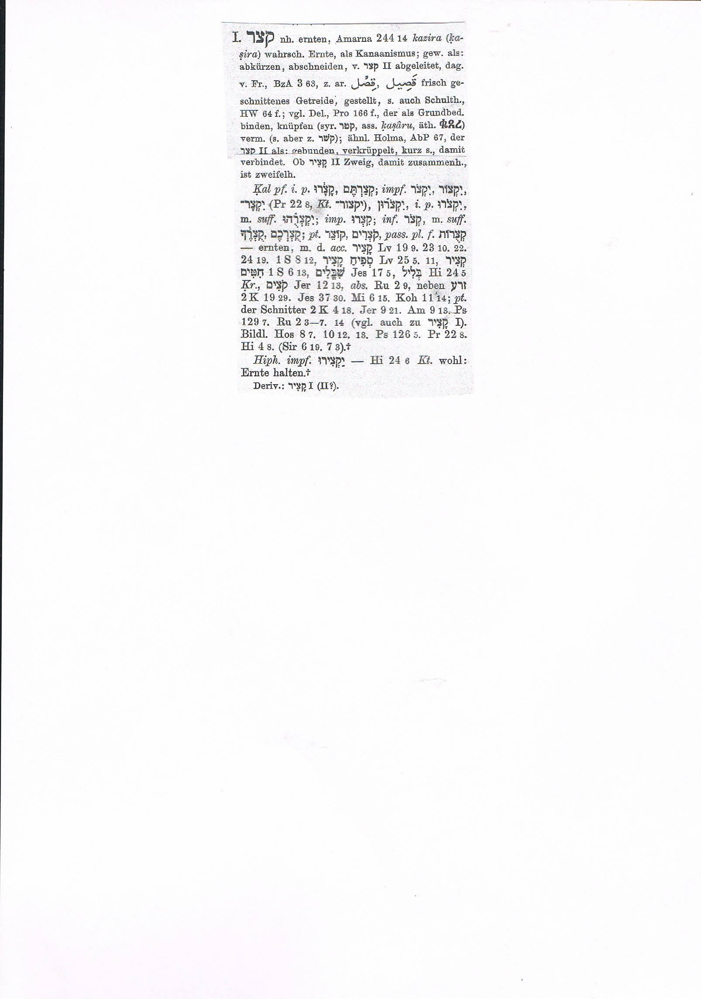 I. קצר nh. ernten, Amarna 244 14 kazira (ḳa-
ṣira) wahrsch. Ernte, als Kanaanismus; gew. als:
abkürzen, abschneiden, v. קצר II abgeleitet, dag.
v. Fr., BzA 3 63, z. ar. قَصِيل, قِصْل frisch ge-
schnittenes Getreide, gestellt, s. auch Schulth.,
HW 64 f.; vgl. Del., Pro 166 f., der als Grundbed.
binden, knüpfen (syr. קטר, ass. ḳaṣâru, äth. ቈጸረ)
verm. (s. aber z. קשׁר); ähnl. Holma, AbP 67, der
קצר II als: gebunden, verkrüppelt, kurz s., damit
verbindet. Ob קָצִיר II Zweig, damit zusammenh.,
ist zweifelh.
Ḳal pf. i. p. קָצָ֫רוּ, קְצַרְתֶּם; impf. יִקְצֹר, יִקְצוֹר,
יִקְצָר־ (Pr 22 8, Kt. יקצור־), יִקְצֹר֫וּן, i. p. יִקְצֹ֫רוּ,
m. suff. יִקְצְרֻ֫הוּ; imp. קִצְרוּ; inf. קְצֹר, m. suff.
קֻצְרֶ֫ךָ, קֻצְרְכֶם; pt. קוֹצֵר, קֹצְרִים, pass. pl. f. קְצֻרוֹת
— ernten, m. d. acc. קָצִיר Lv 19 9. 23 10. 22.
24 19. 1 S 8 12, סְפִיחַ קָצִיר Lv 25 5. 11, קְצִיר
חִטִּים 1 S 6 13, שִׁבֳּלִים Jes 17 5, בְּלִיל Hi 24 5
Ḳr., קֹצִים Jer 12 13, abs. Ru 2 9, neben זרע
2 K 19 29. Jes 37 30. Mi 6 15. Koh 11 14; pt.
der Schnitter 2 K 4 18. Jer 9 21. Am 9 13. Ps
129 7. Ru 2 3—7. 14 (vgl. auch zu קָצִיר I).
Bildl. Hos 8 7. 10 12. 13. Ps 126 5. Pr 22 8.
Hi 4 8. (Sir 6 19. 7 3).†
Hiph. impf. יַקְצִירוּ — Hi 24 6 Kt. wohl:
Ernte halten.†
Deriv.: קָצִיר I (II?).